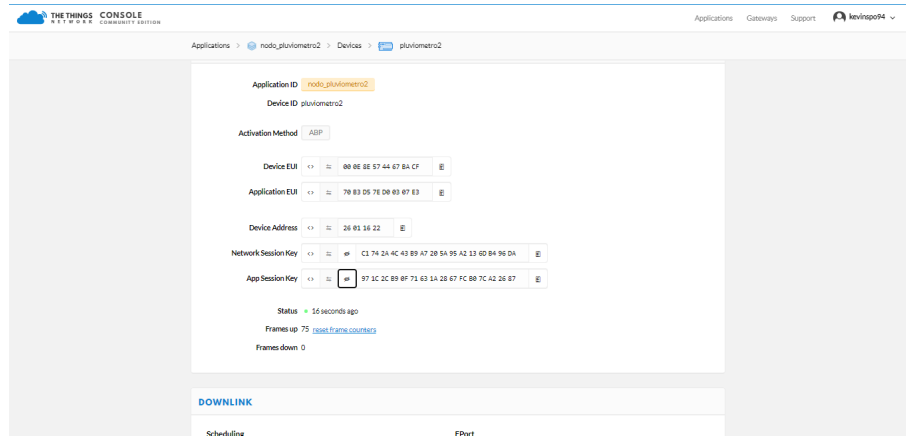 THE THINGS CONSOLE
NETWORK COMMUNITY EDITION
Applications Gateways Support kevinspo94
Applications > nodo_pluviometro2 > Devices > pluviometro2
Application ID nodo_pluviometro2
Device ID pluviometro2
Activation Method ABP
Device EUI 00 0E 8E 57 44 67 BA CF
Application EUI 70 B3 D5 7E D0 03 07 E3
Device Address 26 01 16 22
Network Session Key C1 74 2A 4C 43 B9 A7 20 5A 95 A2 13 6D B4 96 DA
App Session Key 97 1C 2C B9 0F 71 63 1A 28 67 FC B0 7C A2 26 87
Status 16 seconds ago
Frames up 75 reset frame counters
Frames down 0
DOWNLINK
Scheduling FPort